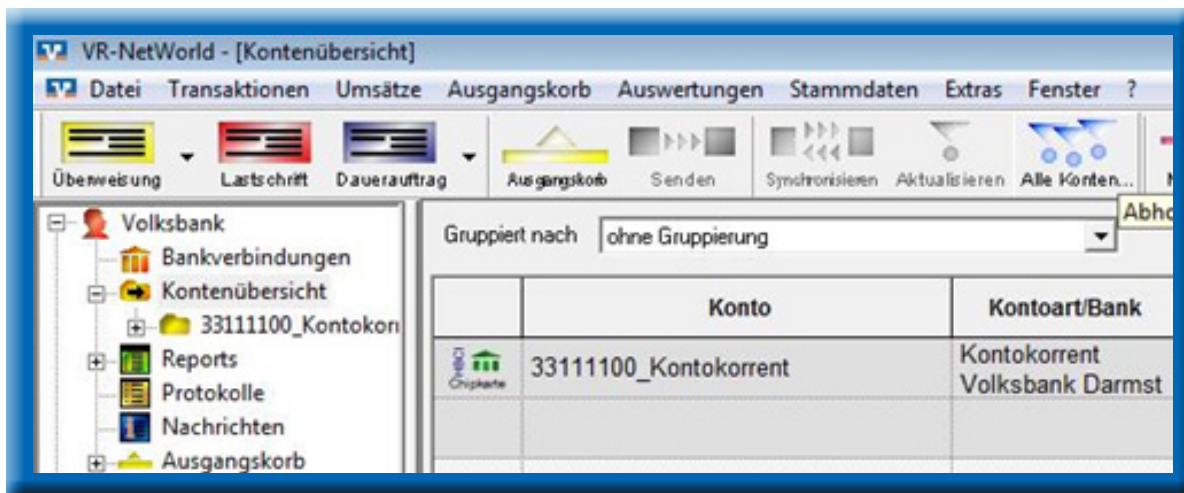 VR-NetWorld - [Kontenübersicht]
Datei Transaktionen Umsätze Ausgangskorb Auswertungen Stammdaten Extras Fenster ?
Überweisung Lastschrift Dauerauftrag Ausgangskorb Senden Synchronisieren Aktualisieren Alle Konten...
Abho
Volksbank
Bankverbindungen
Kontenübersicht
33111100_Kontokorr
Reports
Protokolle
Nachrichten
Ausgangskorb
Gruppiert nach ohne Gruppierung
Konto Kontoart/Bank
HBCI
Chipkarte
33111100_Kontokorrent
Kontokorrent
Volksbank Darmst